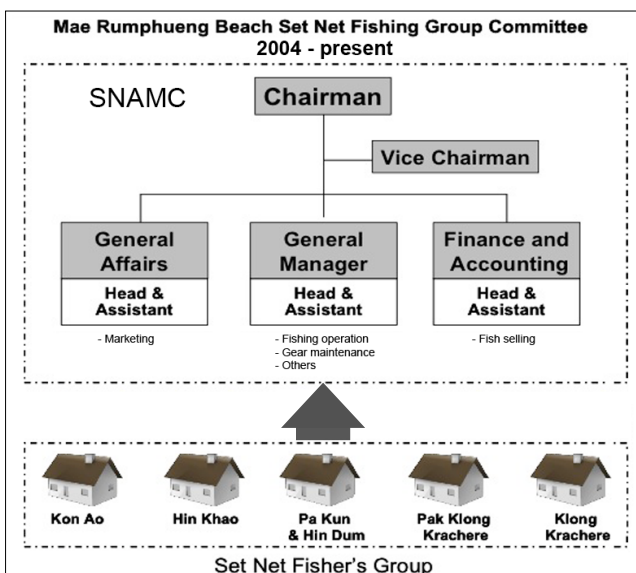 Mae Rumphueng Beach Set Net Fishing Group Committee
2004 - present
SNAMC
Chairman
Vice Chairman
General
Affairs
Head &
Assistant
- Marketing
General
Manager
Head &
Assistant
- Fishing operation
- Gear maintenance
- Others
Finance and
Accounting
Head &
Assistant
- Fish selling
Kon Ao
Hin Khao
Pa Kun
& Hin Dum
Pak Klong
Krachere
Klong
Krachere
Set Net Fisher's Group